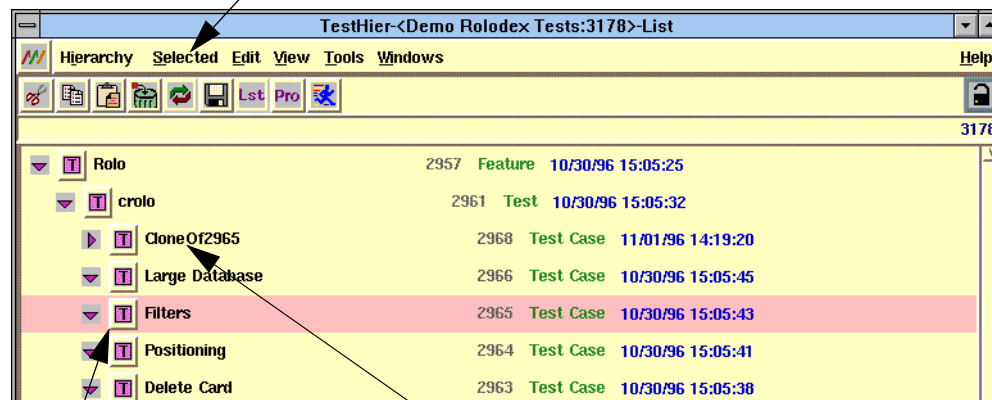 TestHier-<Demo Rolodex Tests:3178>-List
Hierarchy Selected Edit View Tools Windows Help
Lst Pro
3178
T Rolo 2957 Feature 10/30/96 15:05:25
T crolo 2961 Test 10/30/96 15:05:32
T CloneOf2965 2968 Test Case 11/01/96 14:19:20
T Large Database 2966 Test Case 10/30/96 15:05:45
T Filters 2965 Test Case 10/30/96 15:05:43
T Positioning 2964 Test Case 10/30/96 15:05:41
T Delete Card 2963 Test Case 10/30/96 15:05:38